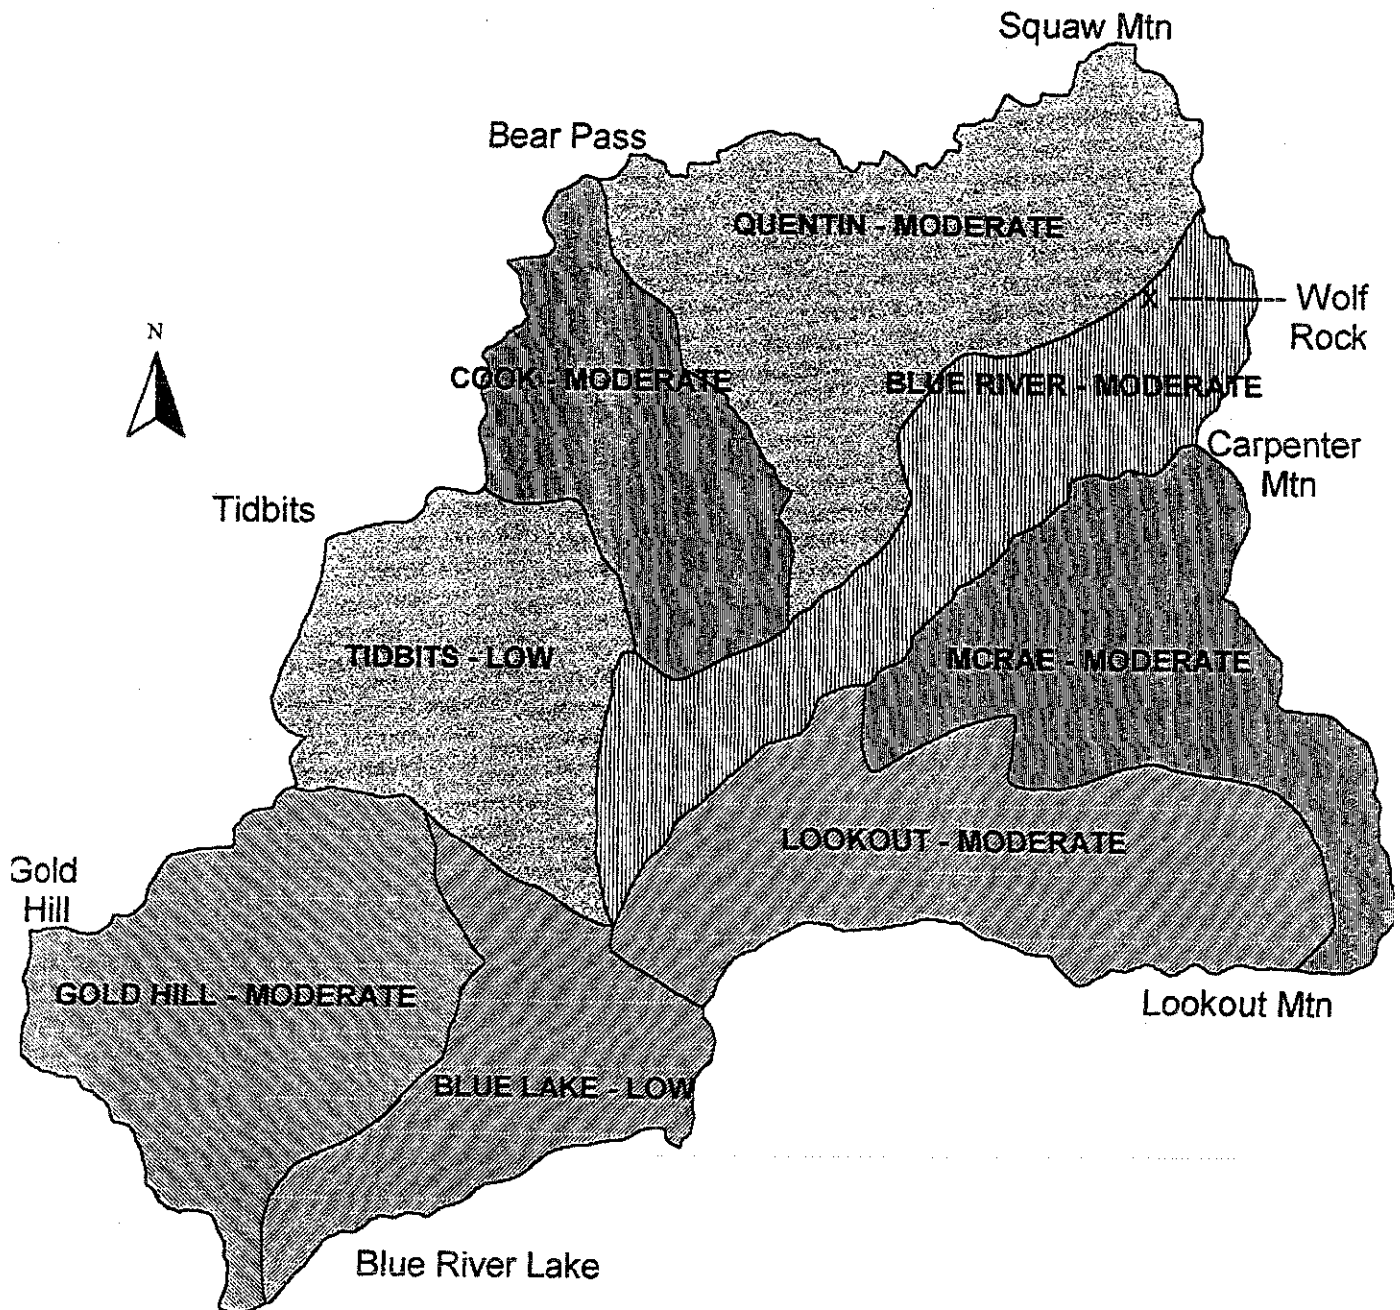 Squaw Mtn
Bear Pass
QUENTIN - MODERATE
Wolf
Rock
X
N
COOK - MODERATE
BLUE RIVER - MODERATE
Carpenter
Mtn
Tidbits
TIDBITS - LOW
MCRAE - MODERATE
LOOKOUT - MODERATE
Gold
Hill
GOLD HILL - MODERATE
Lookout Mtn
BLUE LAKE - LOW
Blue River Lake